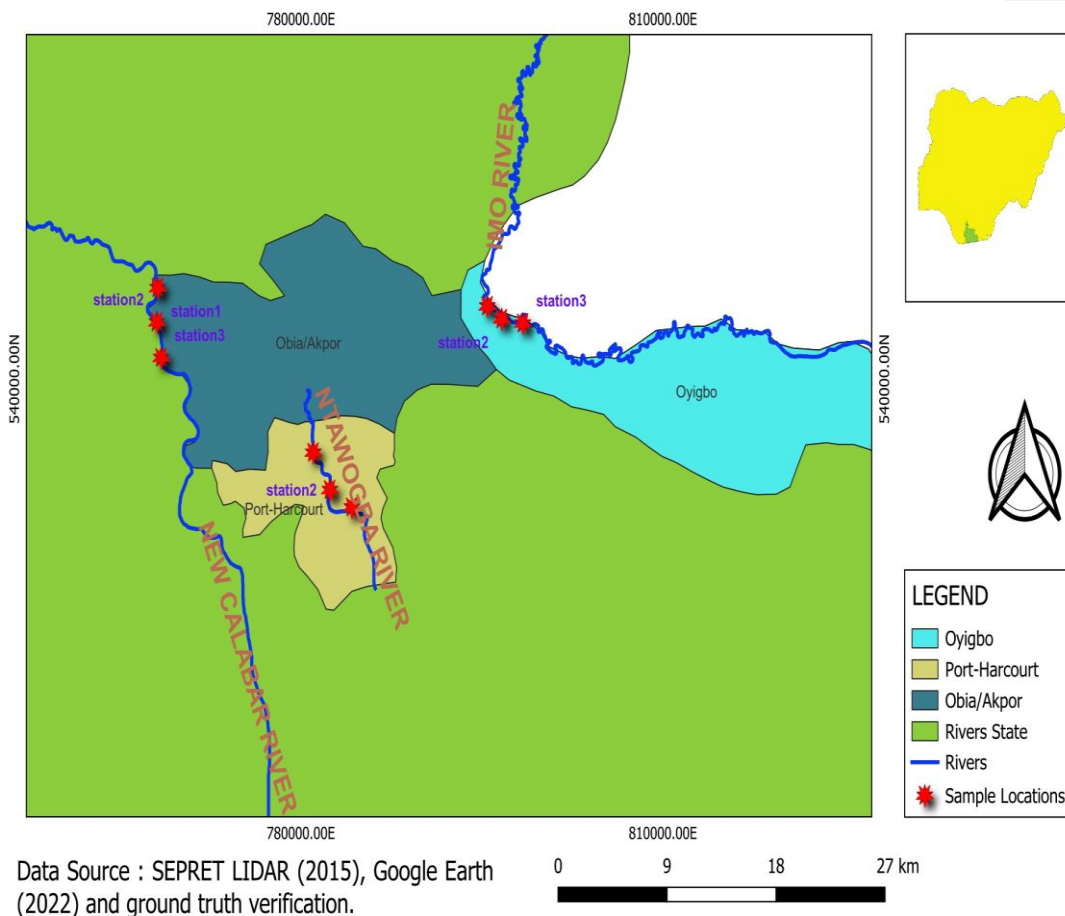 780000.00E
810000.00E
IMO RIVER
station3
station2
station1
station3
Obia/Akpor
station2
540000.00N
540000.00N
Oyigbo
NTAWOGBA RIVER
station2
Port-Harcourt
NEW CALABAR RIVER
LEGEND
Oyigbo
Port-Harcourt
Obia/Akpor
Rivers State
Rivers
Sample Locations
780000.00E
810000.00E
Data Source : SEPRET LIDAR (2015), Google Earth
(2022) and ground truth verification.
0 9 18 27 km